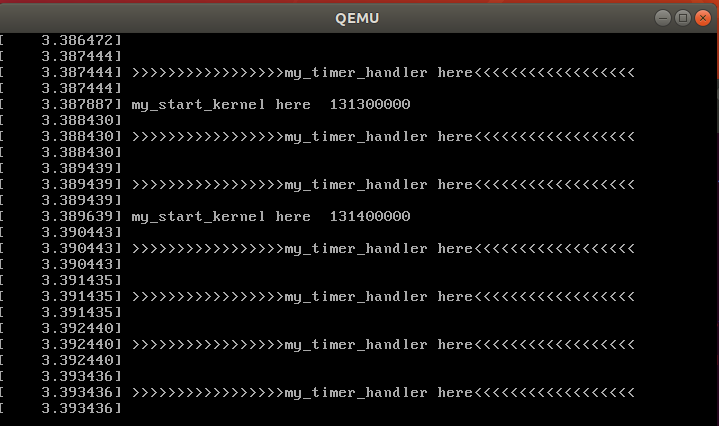 QEMU
[    3.386472]
[    3.387444]
[    3.387444] >>>>>>>>>>>>>>>>>my_timer_handler here<<<<<<<<<<<<<<<<<<
[    3.387444]
[    3.387887] my_start_kernel here  131300000
[    3.388430]
[    3.388430] >>>>>>>>>>>>>>>>>my_timer_handler here<<<<<<<<<<<<<<<<<<
[    3.388430]
[    3.389439]
[    3.389439] >>>>>>>>>>>>>>>>>my_timer_handler here<<<<<<<<<<<<<<<<<<
[    3.389439]
[    3.389639] my_start_kernel here  131400000
[    3.390443]
[    3.390443] >>>>>>>>>>>>>>>>>my_timer_handler here<<<<<<<<<<<<<<<<<<
[    3.390443]
[    3.391435]
[    3.391435] >>>>>>>>>>>>>>>>>my_timer_handler here<<<<<<<<<<<<<<<<<<
[    3.391435]
[    3.392440]
[    3.392440] >>>>>>>>>>>>>>>>>my_timer_handler here<<<<<<<<<<<<<<<<<<
[    3.392440]
[    3.393436]
[    3.393436] >>>>>>>>>>>>>>>>>my_timer_handler here<<<<<<<<<<<<<<<<<<
[    3.393436]